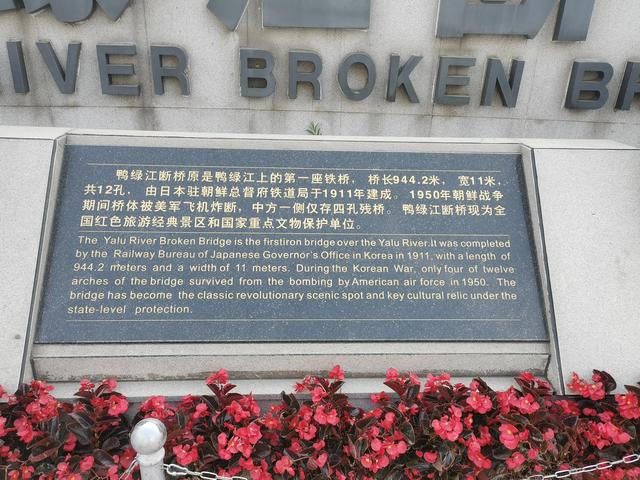 IVER BROKEN BR
鸭绿江断桥原是鸭绿江上的第一座铁桥， 桥长944.2米， 宽11米，
共12孔， 由日本驻朝鲜总督府铁道局于1911年建成。 1950年朝鲜战争
期间桥体被美军飞机炸断，中方一侧仅存四孔残桥。 鸭绿江断桥现为全
国红色旅游经典景区和国家重点文物保护单位。
The Yalu River Broken Bridge is the firstiron bridge over the Yalu River.It was completed
by the Railway Bureau of Japanese Governor's Office in Korea in 1911, with a length of
944.2 meters and a width of 11 meters. During the Korean War, only four of twelve
arches of the bridge survived from the bombing by American air force in 1950. The
bridge has become the classic revolutionary scenic spot and key cultural relic under the
state-level protection.